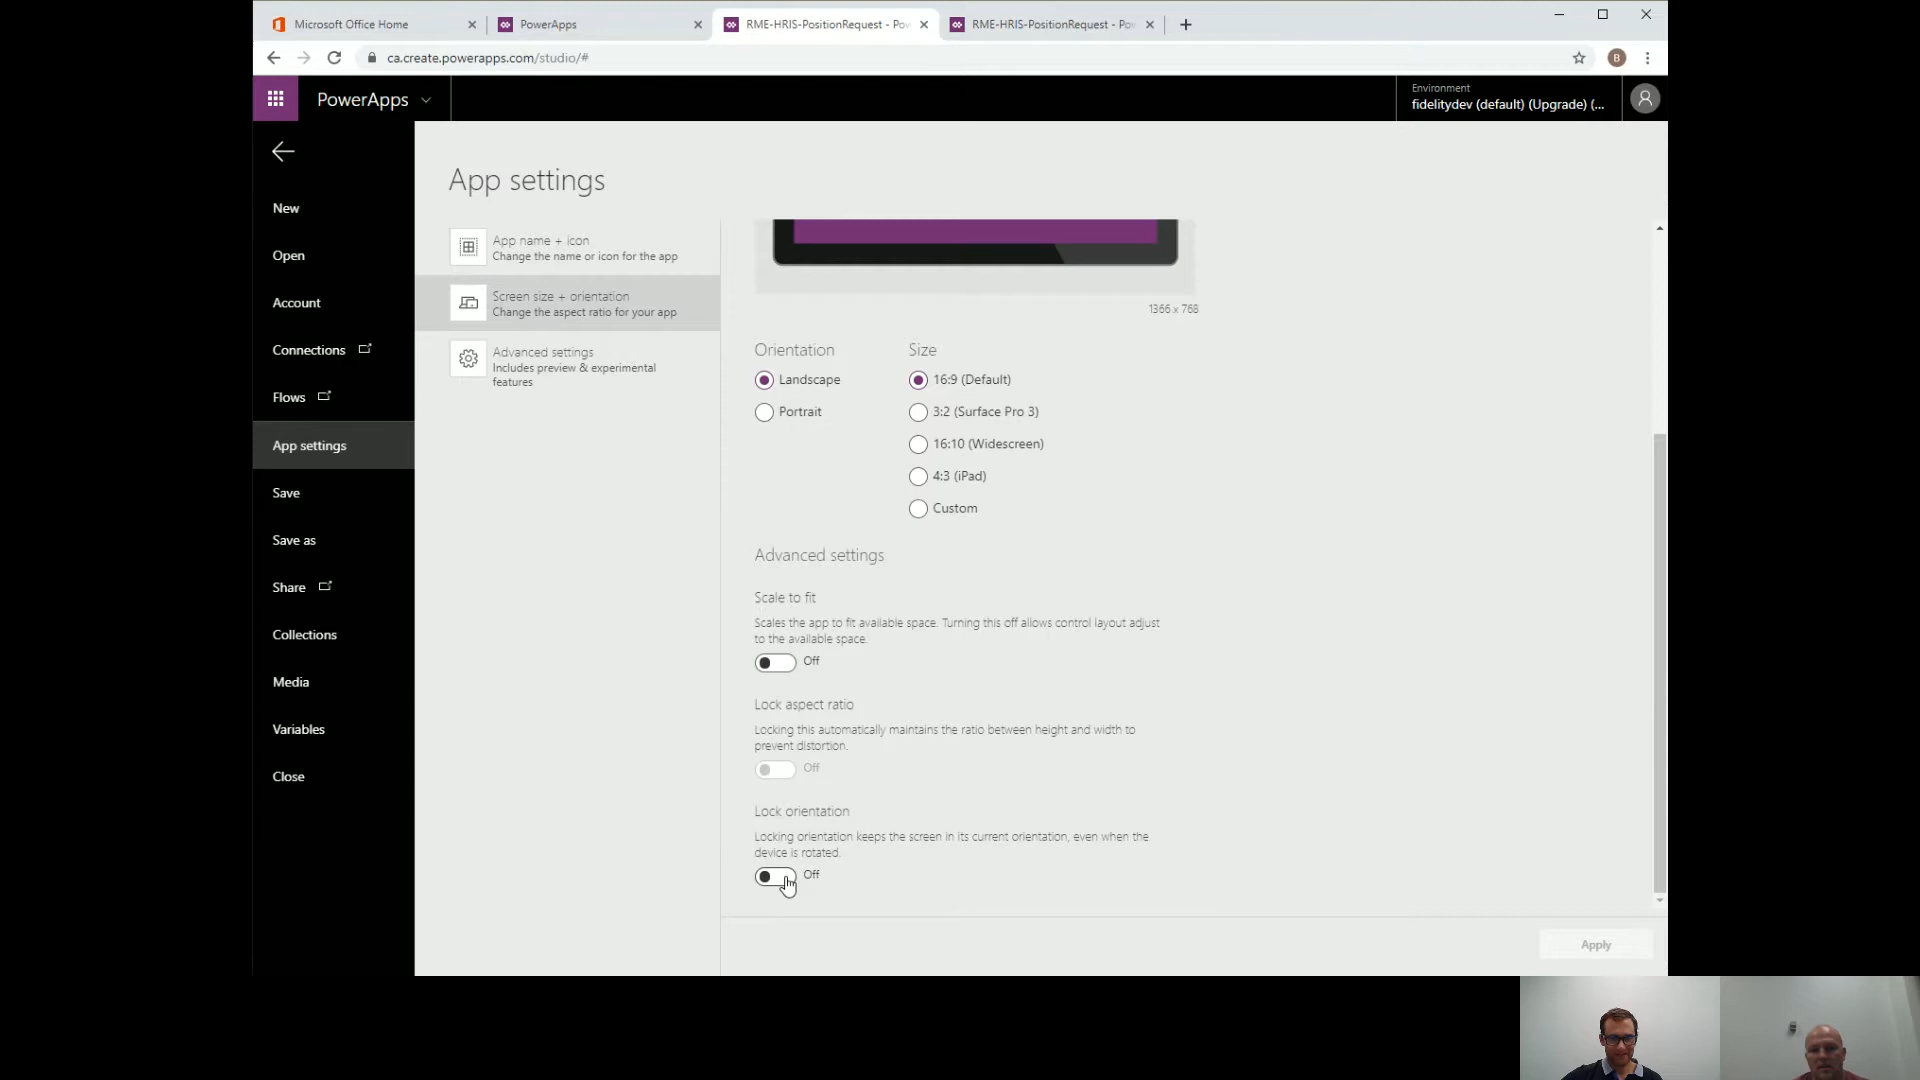 Microsoft Office Home
PowerApps
RME-HRIS-PositionRequest - Pow
RME-HRIS-PositionRequest - Pow
ca.create.powerapps.com/studio/#
B
PowerApps
Environment
fidelitydev (default) (Upgrade) (...
New
Open
Account
Connections
Flows
App settings
Save
Save as
Share
Collections
Media
Variables
Close
App settings
App name + icon
Change the name or icon for the app
Screen size + orientation
Change the aspect ratio for your app
Advanced settings
Includes preview & experimental
features
1366 x 768
Orientation
Landscape
Portrait
Size
16:9 (Default)
3:2 (Surface Pro 3)
16:10 (Widescreen)
4:3 (iPad)
Custom
Advanced settings
Scale to fit
Scales the app to fit available space. Turning this off allows control layout adjust
to the available space.
Off
Lock aspect ratio
Locking this automatically maintains the ratio between height and width to
prevent distortion.
Off
Lock orientation
Locking orientation keeps the screen in its current orientation, even when the
device is rotated.
Off
Apply